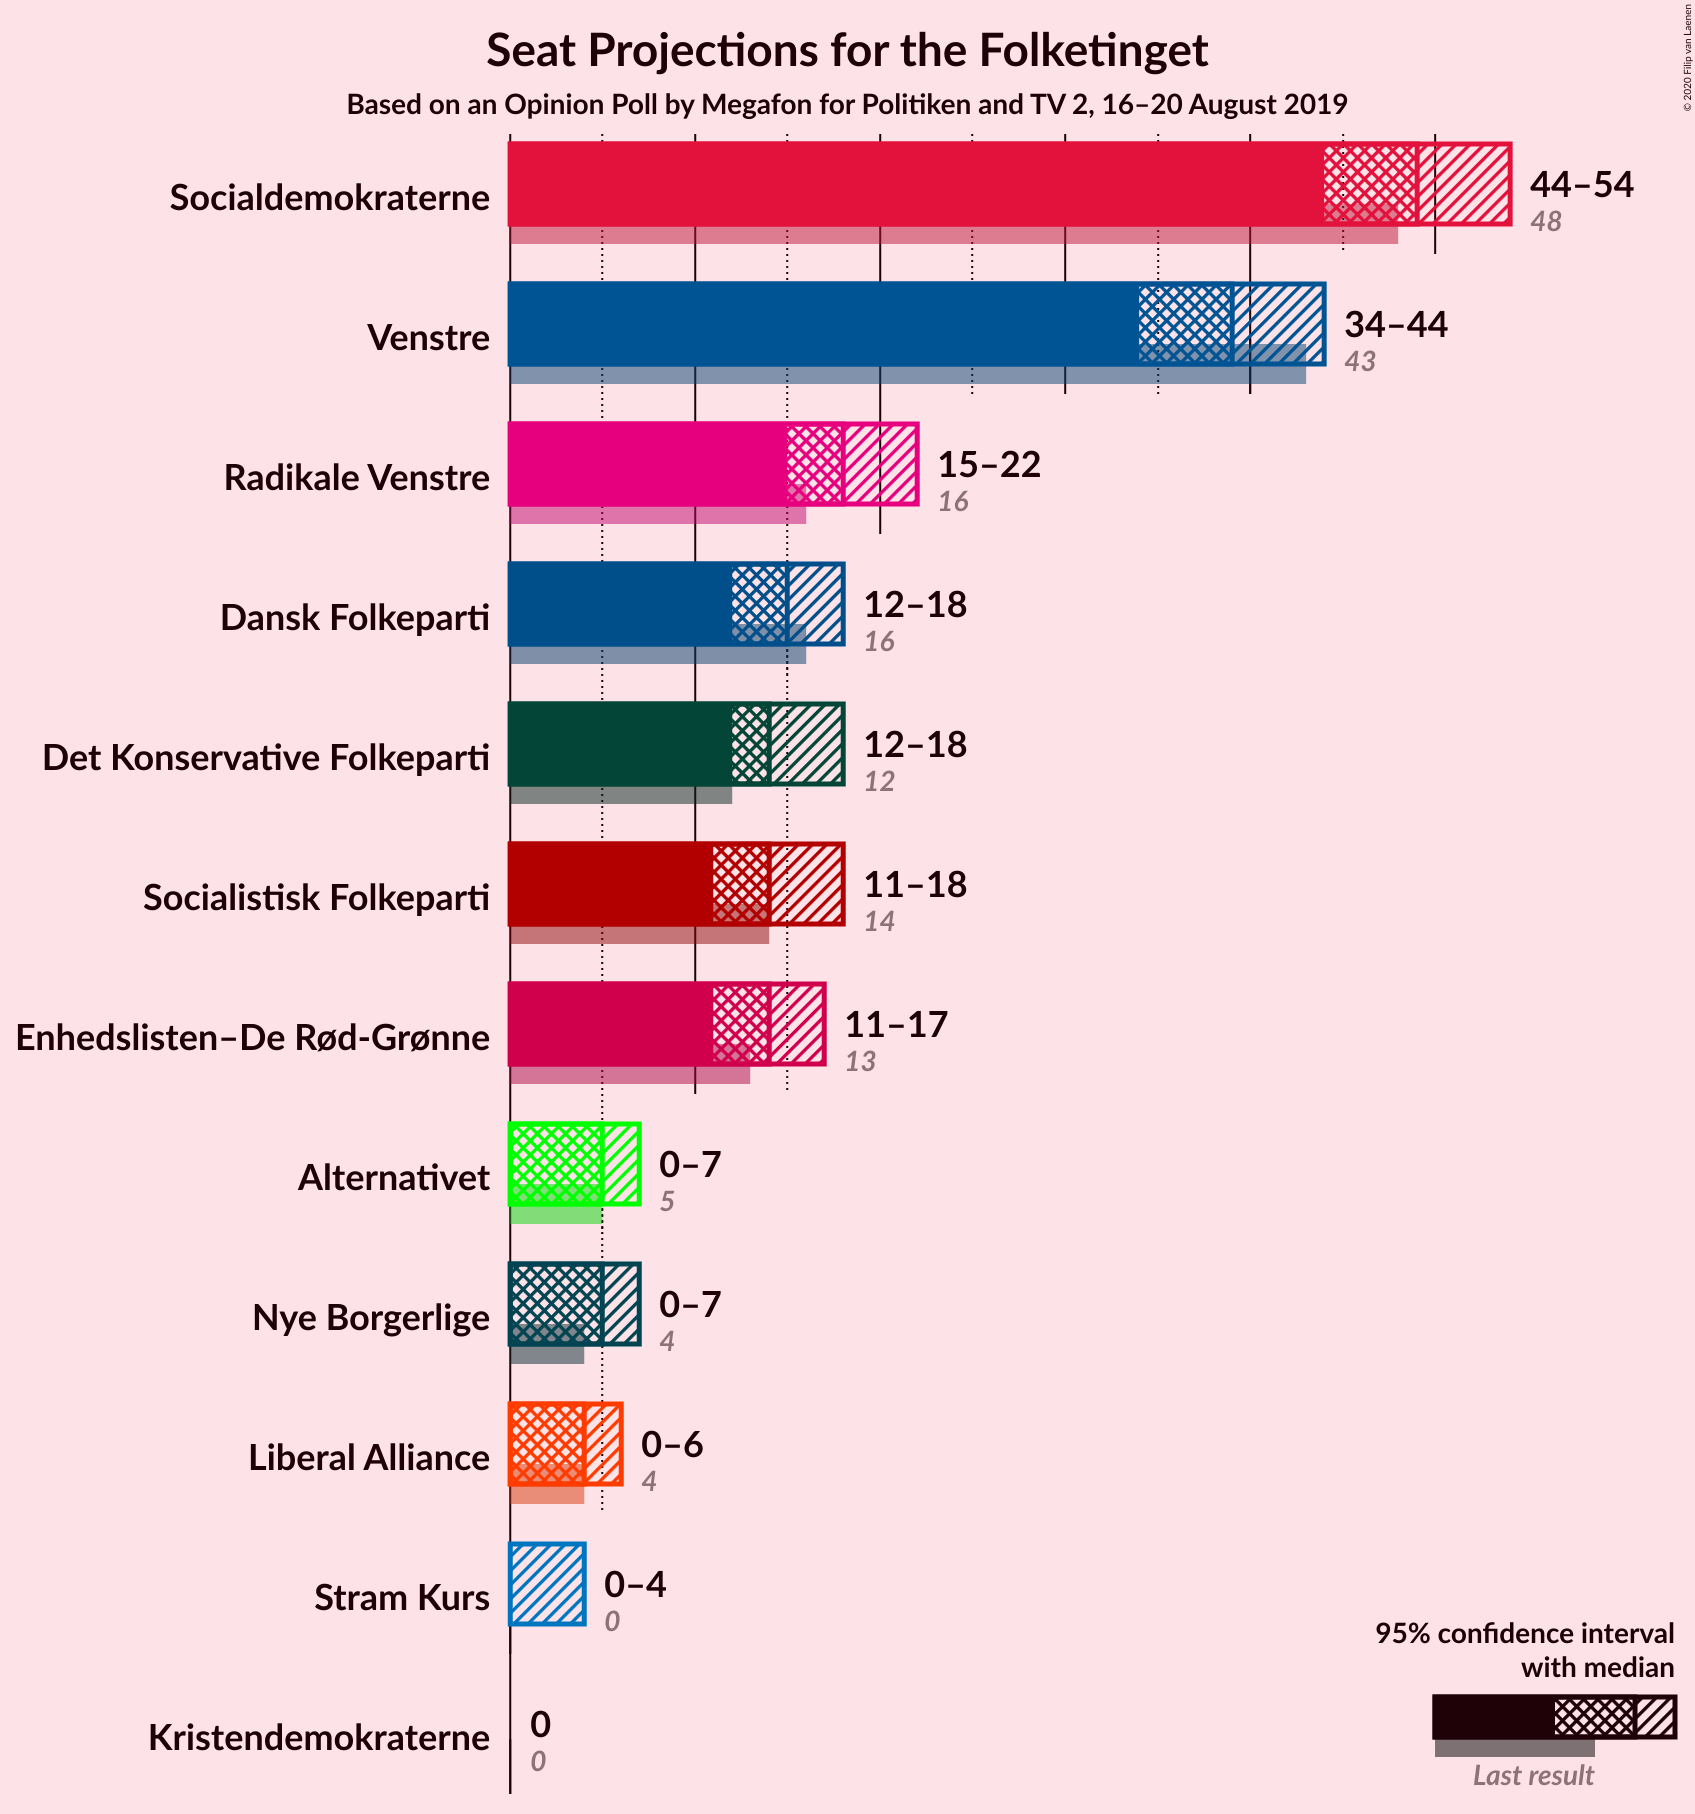 Seat Projections for the Folketinget
Based on an Opinion Poll by Megafon for Politiken and TV 2, 16–20 August 2019
© 2020 Filip van Laenen
Socialdemokraterne
44–54
48
Venstre
34–44
43
Radikale Venstre
15–22
16
Dansk Folkeparti
12–18
16
Det Konservative Folkeparti
12–18
12
Socialistisk Folkeparti
11–18
14
Enhedslisten–De Rød-Grønne
11–17
13
Alternativet
0–7
5
Nye Borgerlige
0–7
4
Liberal Alliance
0–6
4
Stram Kurs
0–4
0
Kristendemokraterne
0
0
95% confidence interval
with median
Last result